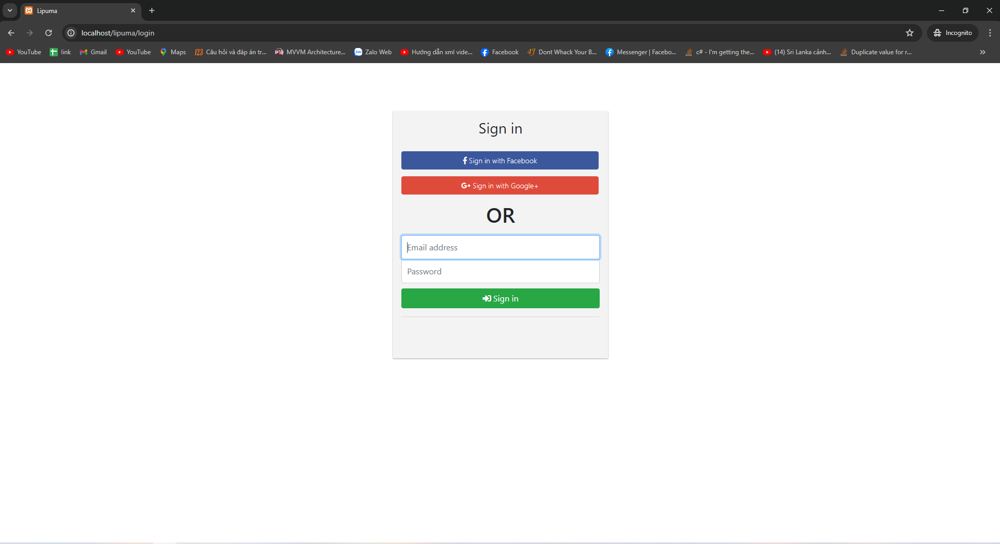 Lipuma
localhost/lipuma/login
Incognito
YouTube link Gmail YouTube Maps Câu hỏi và đáp án tr... MVVM Architecture... Zalo Web Hướng dẫn xml vide... Facebook Dont Whack Your B... Messenger | Facebo... c# - I'm getting the... (14) Sri Lanka cảnh... Duplicate value for r...
Sign in
Sign in with Facebook
G+ Sign in with Google+
OR
Email address
Password
Sign in